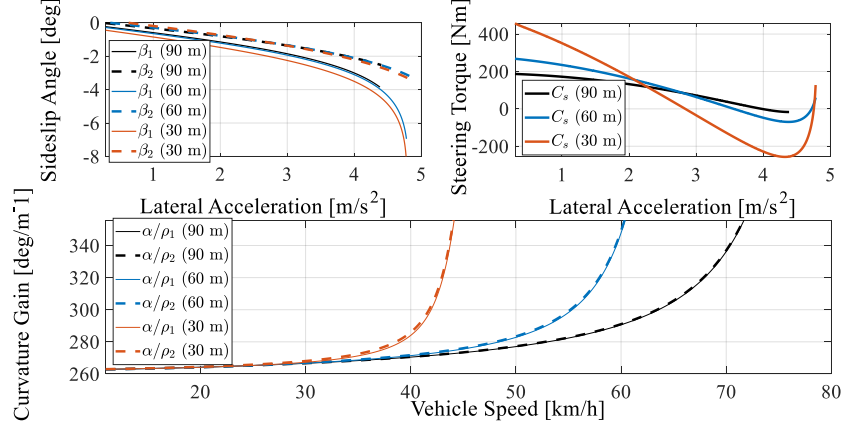 Sideslip Angle [deg]
0
-2
-4
-6
-8
β₁ (90 m)
β₂ (90 m)
β₁ (60 m)
β₂ (60 m)
β₁ (30 m)
β₂ (30 m)
1 2 3 4 5
Lateral Acceleration [m/s²]
Steering Torque [Nm]
400
200
0
-200
Cₛ (90 m)
Cₛ (60 m)
Cₛ (30 m)
1 2 3 4 5
Lateral Acceleration [m/s²]
Curvature Gain [deg/m⁻1]
340
320
300
280
260
α/ρ₁ (90 m)
α/ρ₂ (90 m)
α/ρ₁ (60 m)
α/ρ₂ (60 m)
α/ρ₁ (30 m)
α/ρ₂ (30 m)
20 30 40 50 60 70 80
Vehicle Speed [km/h]